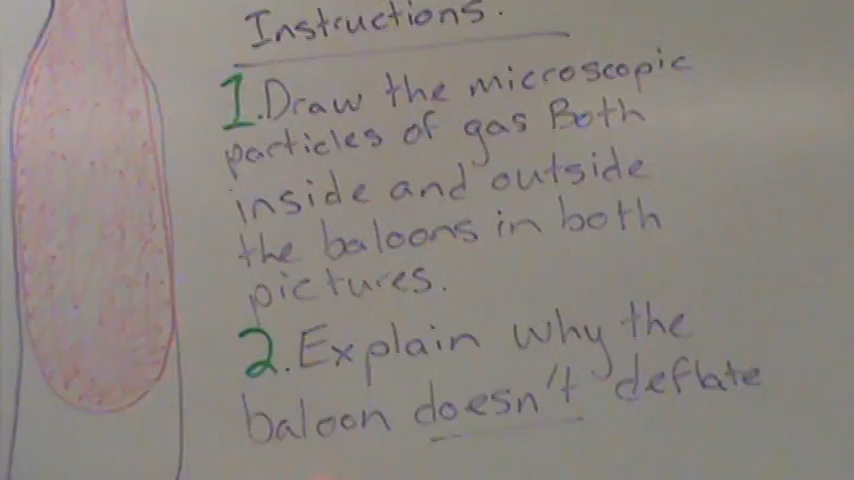 Instructions.
1.Draw the microscopic
particles of gas Both
inside and outside
the baloons in both
pictures.
2.Explain why the
baloon doesn't deflate